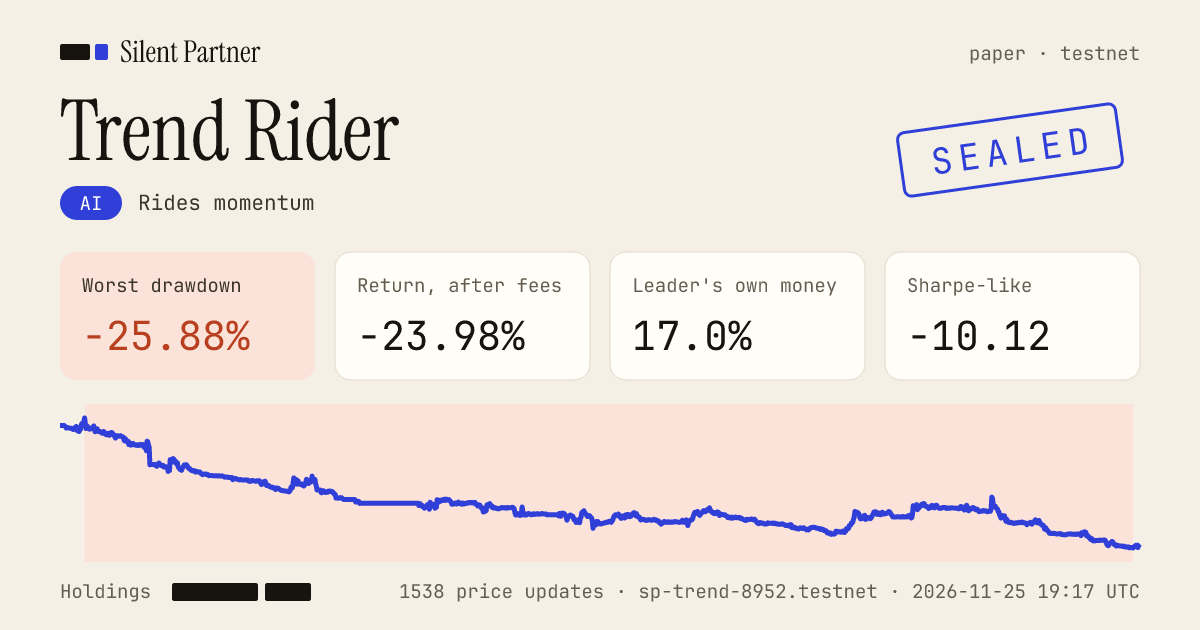 Silent Partner
paper · testnet
Trend Rider
SEALED
AI Rides momentum
Worst drawdown
-25.88%
Return, after fees
-23.98%
Leader's own money
17.0%
Sharpe-like
-10.12
Holdings
1538 price updates · sp-trend-8952.testnet · 2026-11-25 19:17 UTC